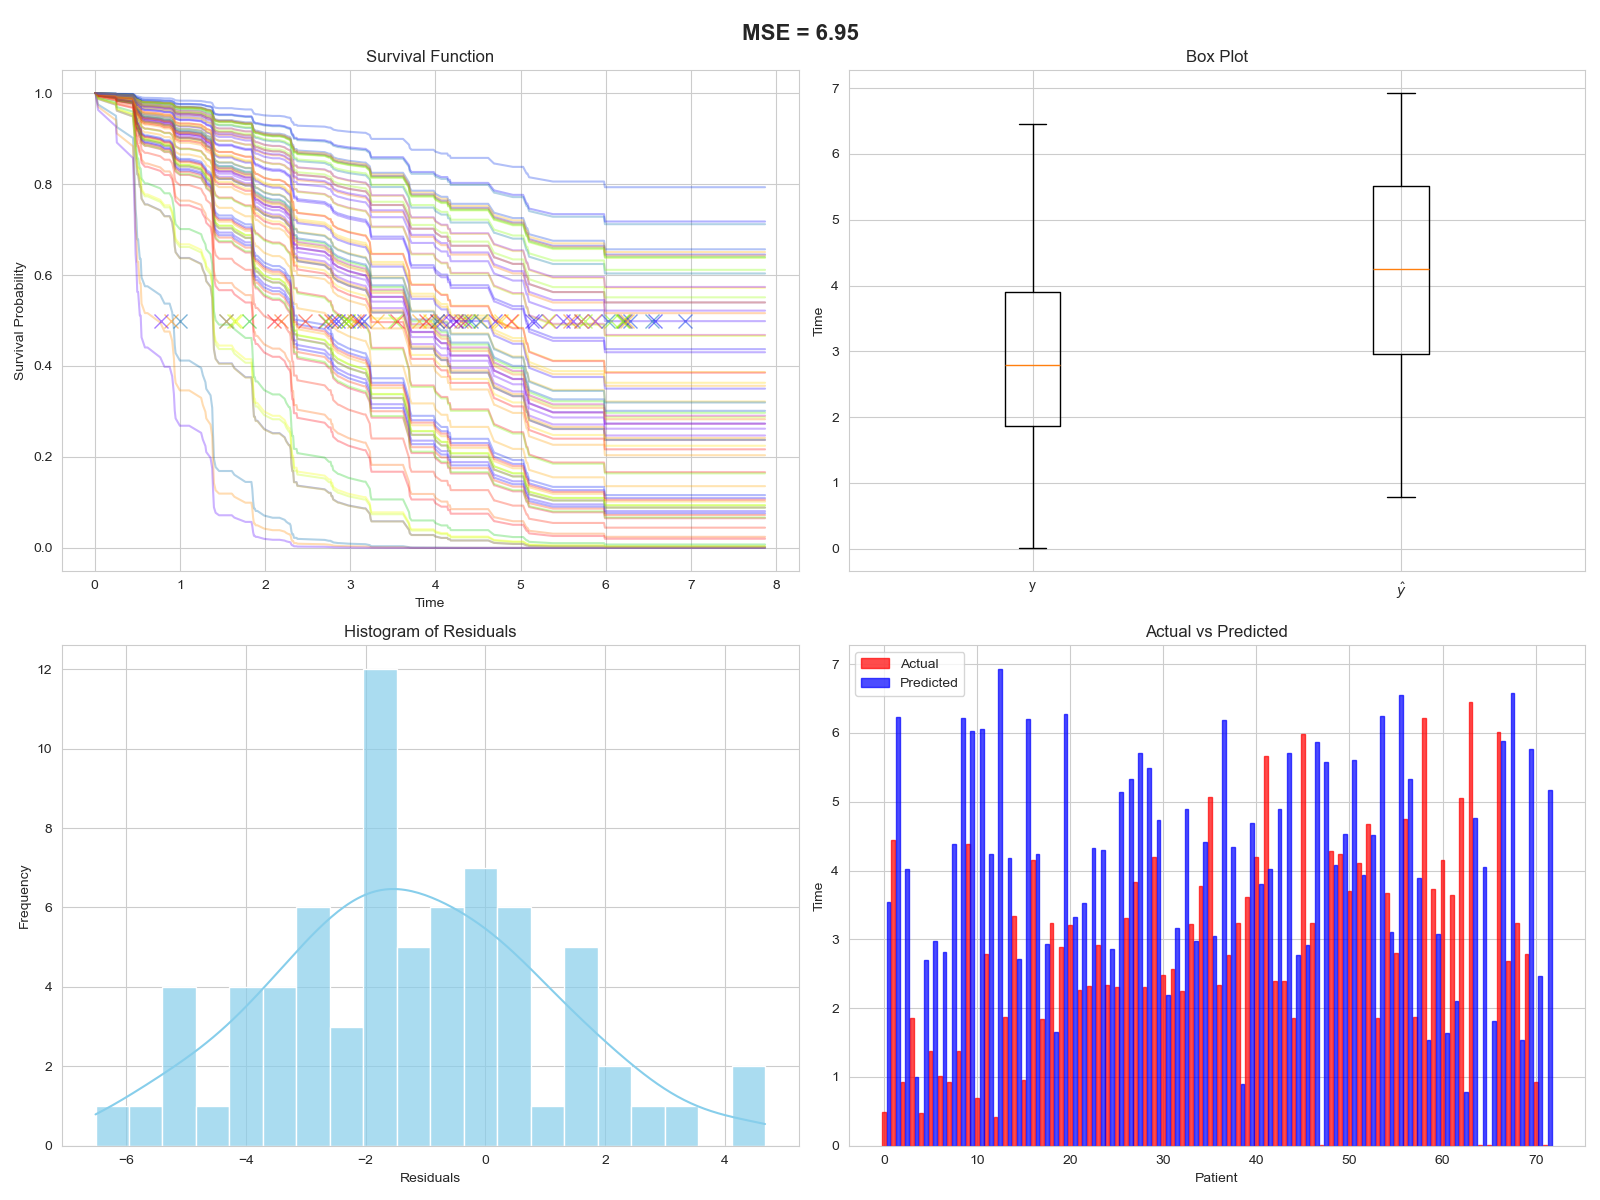 MSE = 6.95
Survival Function
Survival Probability
1.0
0.8
0.6
0.4
0.2
0.0
0 1 2 3 4 5 6 7 8
Time
Box Plot
Time
7
6
5
4
3
2
1
0
y ŷ
Histogram of Residuals
Frequency
12
10
8
6
4
2
0
−6 −4 −2 0 2 4
Residuals
Actual vs Predicted
Actual
Predicted
Time
7
6
5
4
3
2
1
0
0 10 20 30 40 50 60 70
Patient